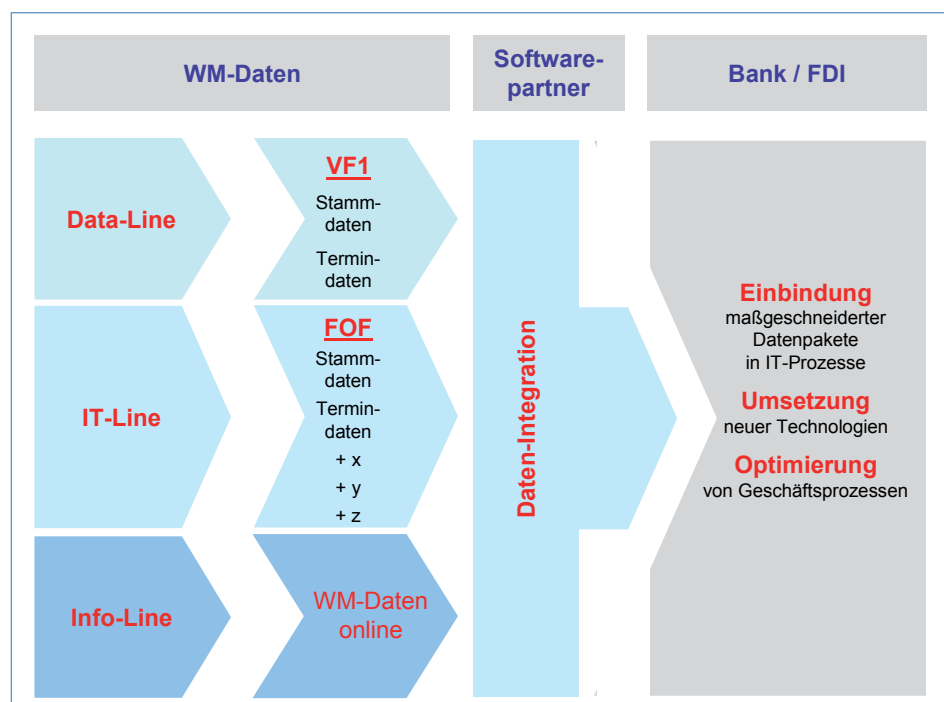 WM-Daten
Software-
partner
Bank / FDI
Data-Line
VF1
Stamm-
daten
Termin-
daten
IT-Line
FOF
Stamm-
daten
Termin-
daten
+ x
+ y
+ z
Info-Line
WM-Daten
online
Daten-Integration
Einbindung
maßgeschneiderter
Datenpakete
in IT-Prozesse
Umsetzung
neuer Technologien
Optimierung
von Geschäftsprozessen